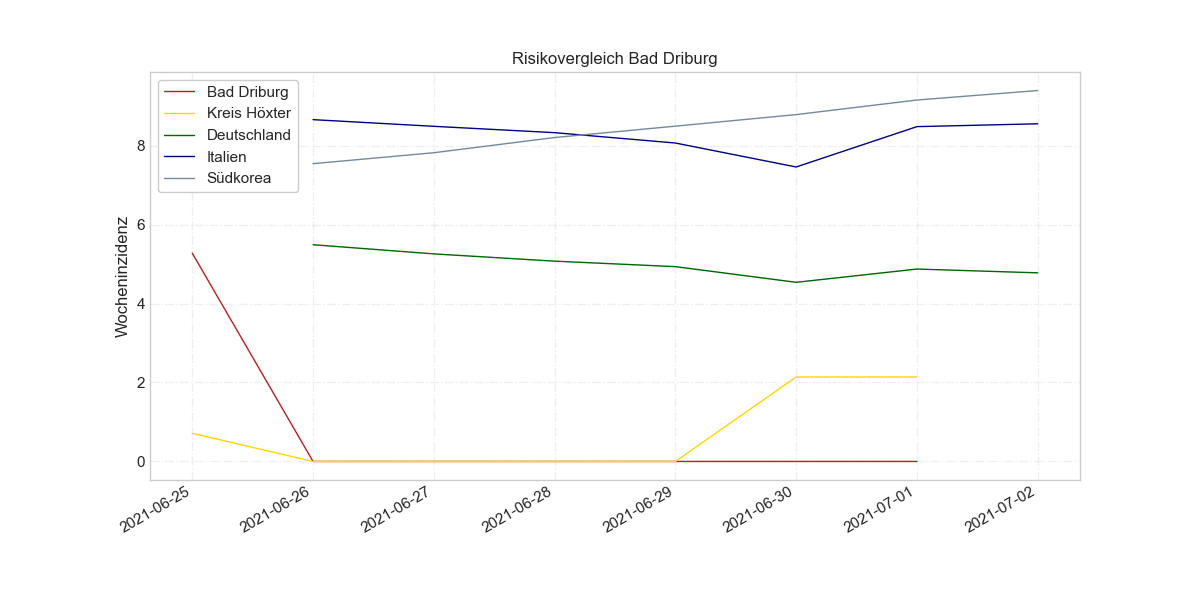 Risikovergleich Bad Driburg
Bad Driburg
Kreis Höxter
Deutschland
Italien
Südkorea
Wocheninzidenz
8
6
4
2
0
2021-06-25
2021-06-26
2021-06-27
2021-06-28
2021-06-29
2021-06-30
2021-07-01
2021-07-02